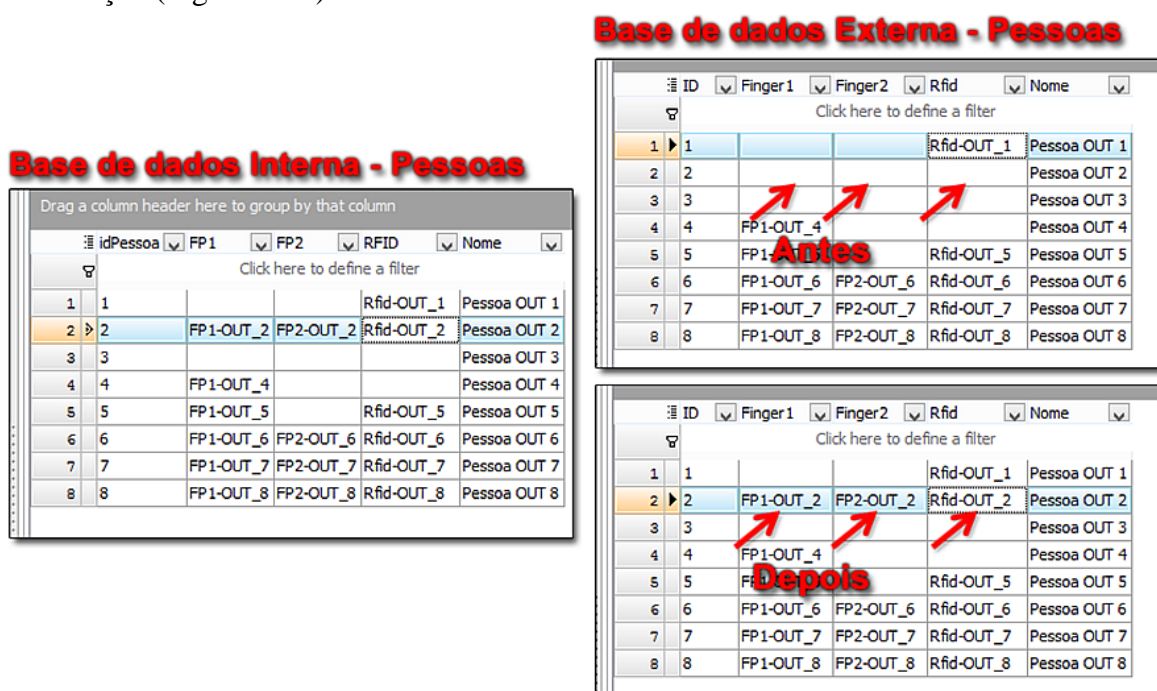 Base de dados Interna - Pessoas
Drag a column header here to group by that column
idPessoa FP1 FP2 RFID Nome
Click here to define a filter
1 1 Rfid-OUT_1 Pessoa OUT 1
2 2 FP1-OUT_2 FP2-OUT_2 Rfid-OUT_2 Pessoa OUT 2
3 3 Pessoa OUT 3
4 4 FP1-OUT_4 Pessoa OUT 4
5 5 FP1-OUT_5 Rfid-OUT_5 Pessoa OUT 5
6 6 FP1-OUT_6 FP2-OUT_6 Rfid-OUT_6 Pessoa OUT 6
7 7 FP1-OUT_7 FP2-OUT_7 Rfid-OUT_7 Pessoa OUT 7
8 8 FP1-OUT_8 FP2-OUT_8 Rfid-OUT_8 Pessoa OUT 8
Base de dados Externa - Pessoas
ID Finger1 Finger2 Rfid Nome
Click here to define a filter
1 1 Rfid-OUT_1 Pessoa OUT 1
2 2 Pessoa OUT 2
3 3 Pessoa OUT 3
4 4 FP1-OUT_4 Pessoa OUT 4
Antes
5 5 Rfid-OUT_5 Pessoa OUT 5
6 6 FP1-OUT_6 FP2-OUT_6 Rfid-OUT_6 Pessoa OUT 6
7 7 FP1-OUT_7 FP2-OUT_7 Rfid-OUT_7 Pessoa OUT 7
8 8 FP1-OUT_8 FP2-OUT_8 Rfid-OUT_8 Pessoa OUT 8
ID Finger1 Finger2 Rfid Nome
Click here to define a filter
1 1 Rfid-OUT_1 Pessoa OUT 1
2 2 FP1-OUT_2 FP2-OUT_2 Rfid-OUT_2 Pessoa OUT 2
3 3 Pessoa OUT 3
4 4 FP1-OUT_4 Pessoa OUT 4
Depois
5 5 Rfid-OUT_5 Pessoa OUT 5
6 6 FP1-OUT_6 FP2-OUT_6 Rfid-OUT_6 Pessoa OUT 6
7 7 FP1-OUT_7 FP2-OUT_7 Rfid-OUT_7 Pessoa OUT 7
8 8 FP1-OUT_8 FP2-OUT_8 Rfid-OUT_8 Pessoa OUT 8